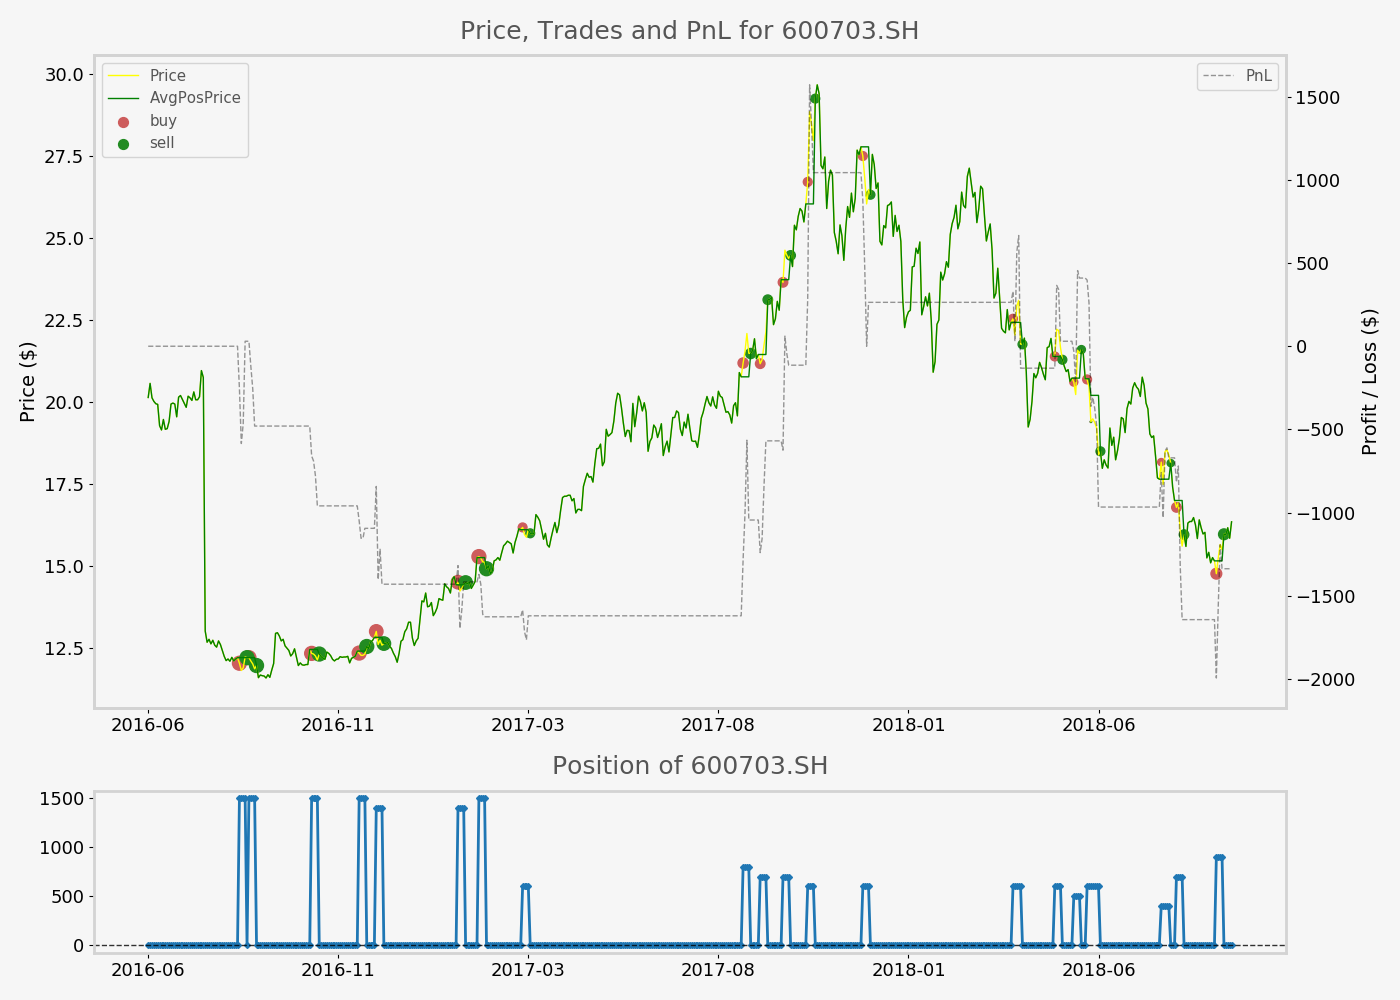 Price, Trades and PnL for 600703.SH
Price
AvgPosPrice
buy
sell
PnL
30.0
27.5
25.0
22.5
20.0
17.5
15.0
12.5
Price ($)
1500
1000
500
0
−500
−1000
−1500
−2000
Profit / Loss ($)
2016-06 2016-11 2017-03 2017-08 2018-01 2018-06
Position of 600703.SH
1500
1000
500
0
2016-06 2016-11 2017-03 2017-08 2018-01 2018-06